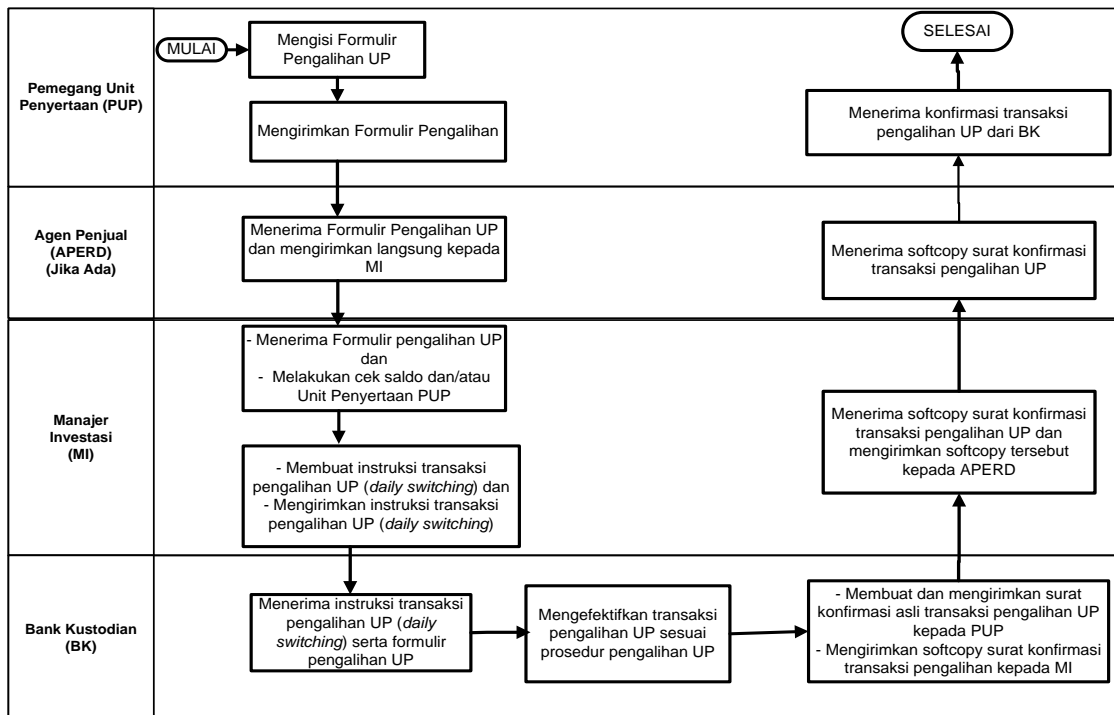 MULAI
Mengisi Formulir
Pengalihan UP
SELESAI
Pemegang Unit
Penyertaan (PUP)
Mengirimkan Formulir Pengalihan
Menerima konfirmasi transaksi
pengalihan UP dari BK
Agen Penjual
(APERD)
(Jika Ada)
Menerima Formulir Pengalihan UP
dan mengirimkan langsung kepada
MI
Menerima softcopy surat konfirmasi
transaksi pengalihan UP
Manajer
Investasi
(MI)
- Menerima Formulir pengalihan UP
dan
- Melakukan cek saldo dan/atau
Unit Penyertaan PUP
- Membuat instruksi transaksi
pengalihan UP (daily switching) dan
- Mengirimkan instruksi transaksi
pengalihan UP (daily switching)
Menerima softcopy surat konfirmasi
transaksi pengalihan UP dan
mengirimkan softcopy tersebut
kepada APERD
Bank Kustodian
(BK)
Menerima instruksi transaksi
pengalihan UP (daily
switching) serta formulir
pengalihan UP
Mengefektifkan transaksi
pengalihan UP sesuai
prosedur pengalihan UP
- Membuat dan mengirimkan surat
konfirmasi asli transaksi pengalihan UP
kepada PUP
- Mengirimkan softcopy surat konfirmasi
transaksi pengalihan kepada MI